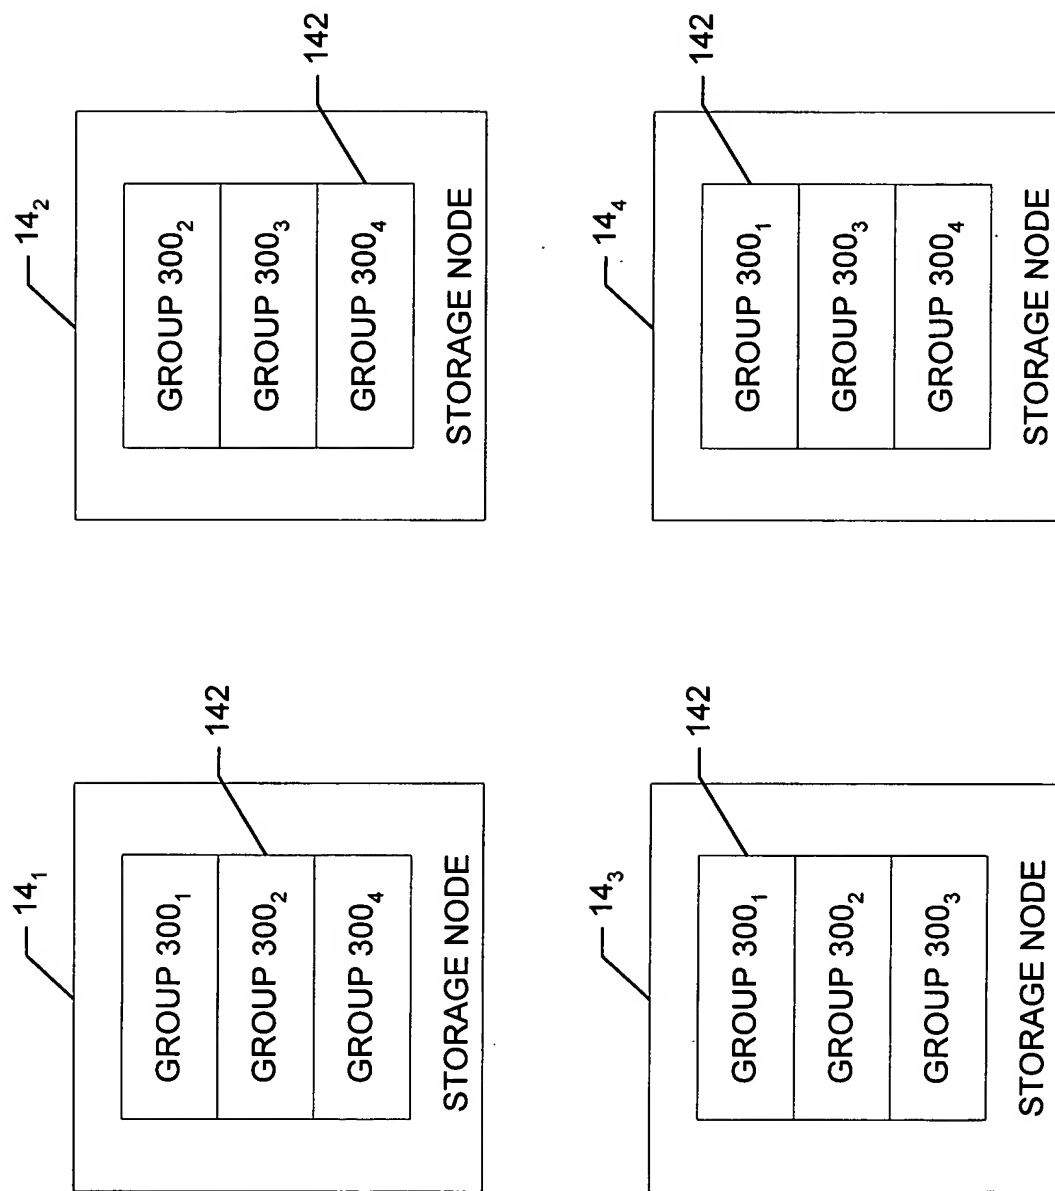 14₁
GROUP 300₁
GROUP 300₂
GROUP 300₄
142
STORAGE NODE
14₂
GROUP 300₂
GROUP 300₃
GROUP 300₄
142
STORAGE NODE
14₃
GROUP 300₁
GROUP 300₂
GROUP 300₃
142
STORAGE NODE
14₄
GROUP 300₁
GROUP 300₃
GROUP 300₄
142
STORAGE NODE